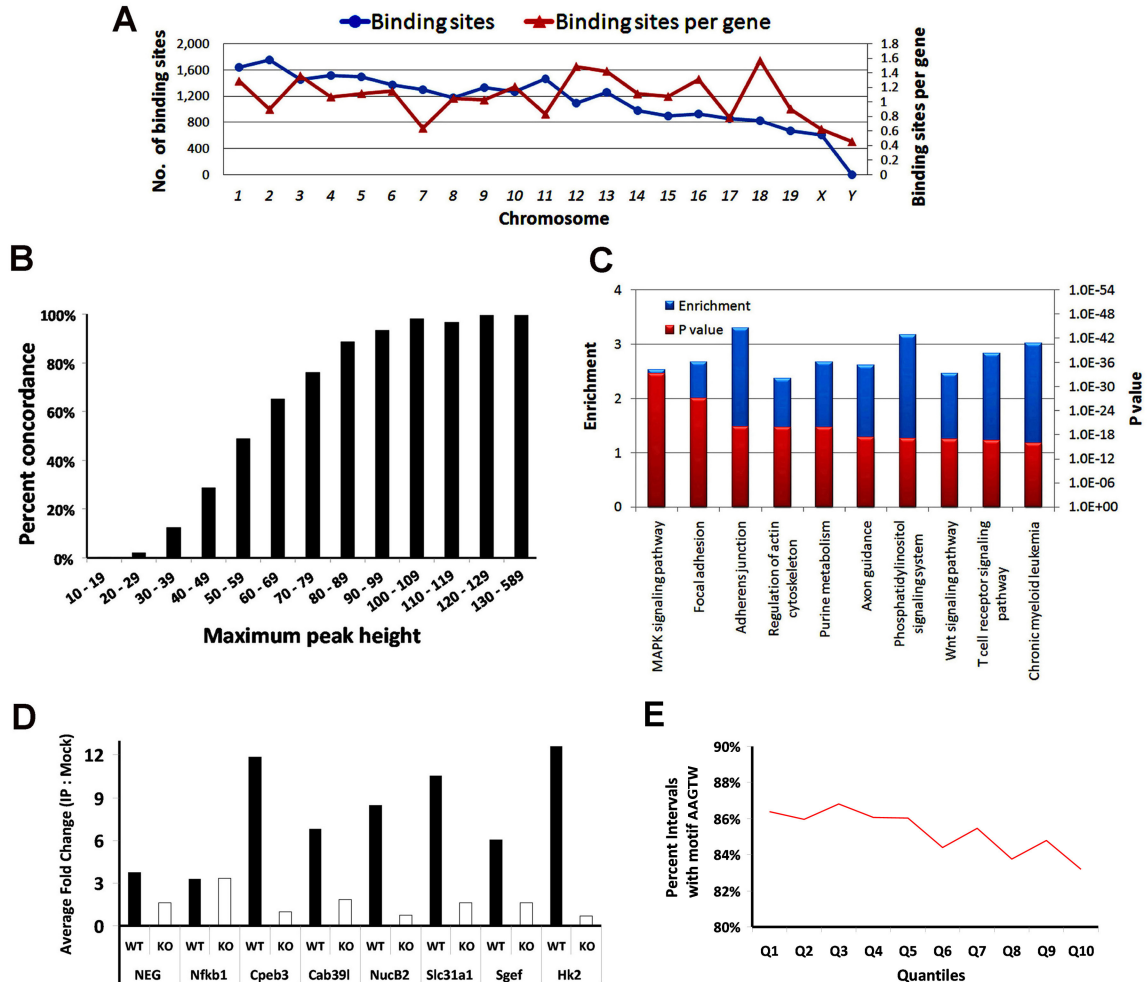 A
Binding sites
Binding sites per gene
No. of binding sites
2,000
1,600
1,200
800
400
0
1.8
1.6
1.4
1.2
1
0.8
0.6
0.4
0.2
0
Binding sites per gene
1 2 3 4 5 6 7 8 9 10 11 12 13 14 15 16 17 18 19 X Y
Chromosome
B
Percent concordance
100%
80%
60%
40%
20%
0%
10 - 19
20 - 29
30 - 39
40 - 49
50 - 59
60 - 69
70 - 79
80 - 89
90 - 99
100 - 109
110 - 119
120 - 129
130 - 589
Maximum peak height
C
Enrichment
P value
Enrichment
4
3
2
1
0
1.0E-54
1.0E-48
1.0E-42
1.0E-36
1.0E-30
1.0E-24
1.0E-18
1.0E-12
1.0E-06
1.0E+00
P value
MAPK signaling pathway
Focal adhesion
Adherens junction
Regulation of actin
cytoskeleton
Purine metabolism
Axon guidance
Phosphatidylinositol
signaling system
Wnt signaling pathway
T cell receptor signaling
pathway
Chronic myeloid leukemia
D
Average Fold Change (IP : Mock)
12
9
6
3
0
WT KO WT KO WT KO WT KO WT KO WT KO WT KO WT KO
NEG Nfkb1 Cpeb3 Cab39l NucB2 Slc31a1 Sgef Hk2
E
Percent Intervals
with motif AAGTW
90%
86%
84%
82%
80%
Q1 Q2 Q3 Q4 Q5 Q6 Q7 Q8 Q9 Q10
Quantiles